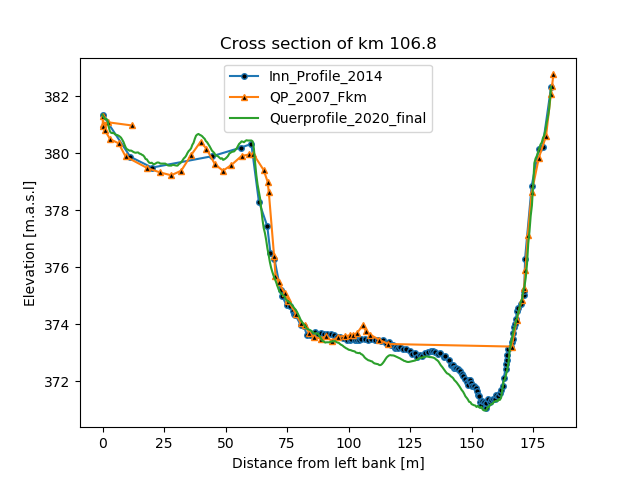 Cross section of km 106.8
Inn_Profile_2014
QP_2007_Fkm
Querprofile_2020_final
382
380
378
376
374
372
Elevation [m.a.s.l]
0
25
50
75
100
125
150
175
Distance from left bank [m]